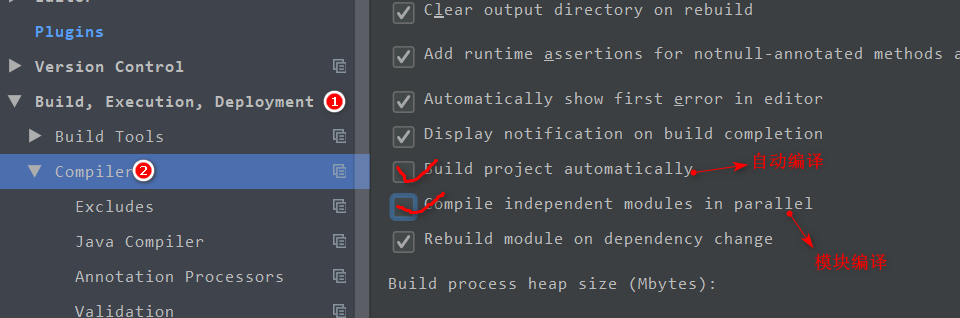 Plugins
Version Control
Build, Execution, Deployment 1
Build Tools
Compiler 2
Excludes
Java Compiler
Annotation Processors
Validation
Clear output directory on rebuild
Add runtime assertions for notnull-annotated methods a
Automatically show first error in editor
Display notification on build completion
Build project automatically
自动编译
Compile independent modules in parallel
Rebuild module on dependency change
模块编译
Build process heap size (Mbytes):